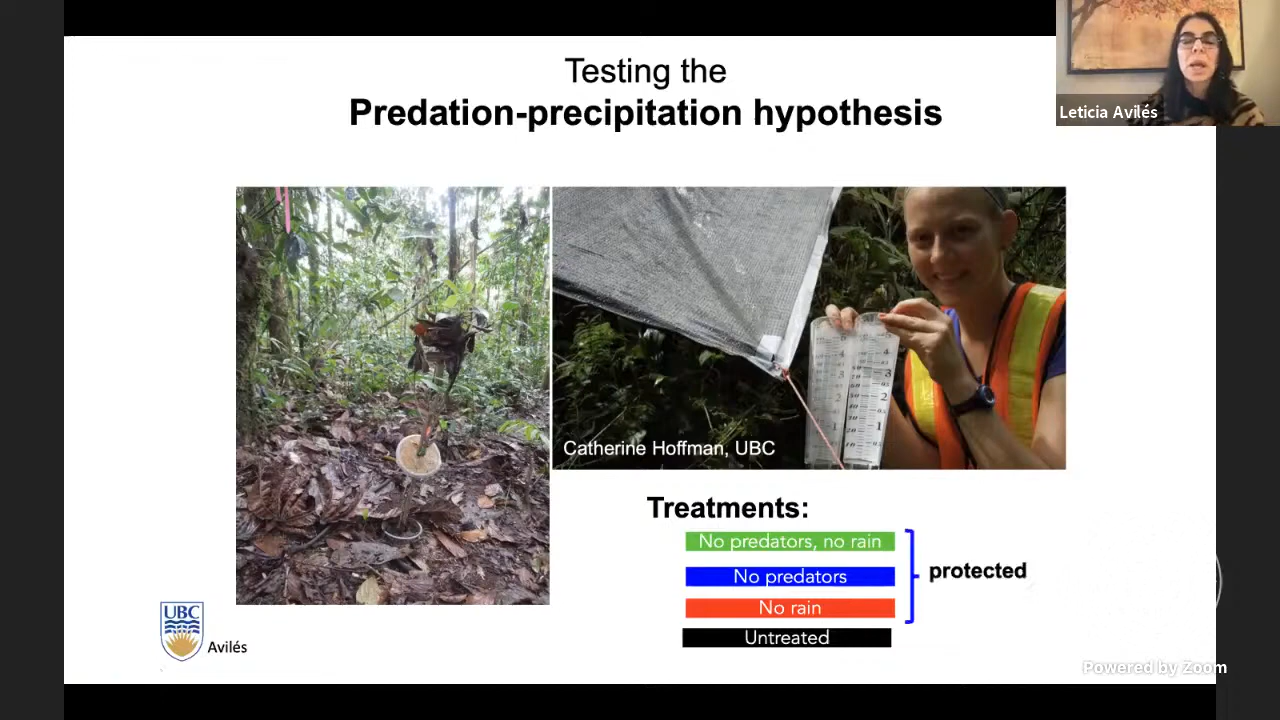 Testing the
Predation-precipitation hypothesis
Leticia Avilés
Catherine Hoffman, UBC
Treatments:
No predators, no rain
No predators
No rain
Untreated
protected
UBC
Avilés
Powered by Zoom